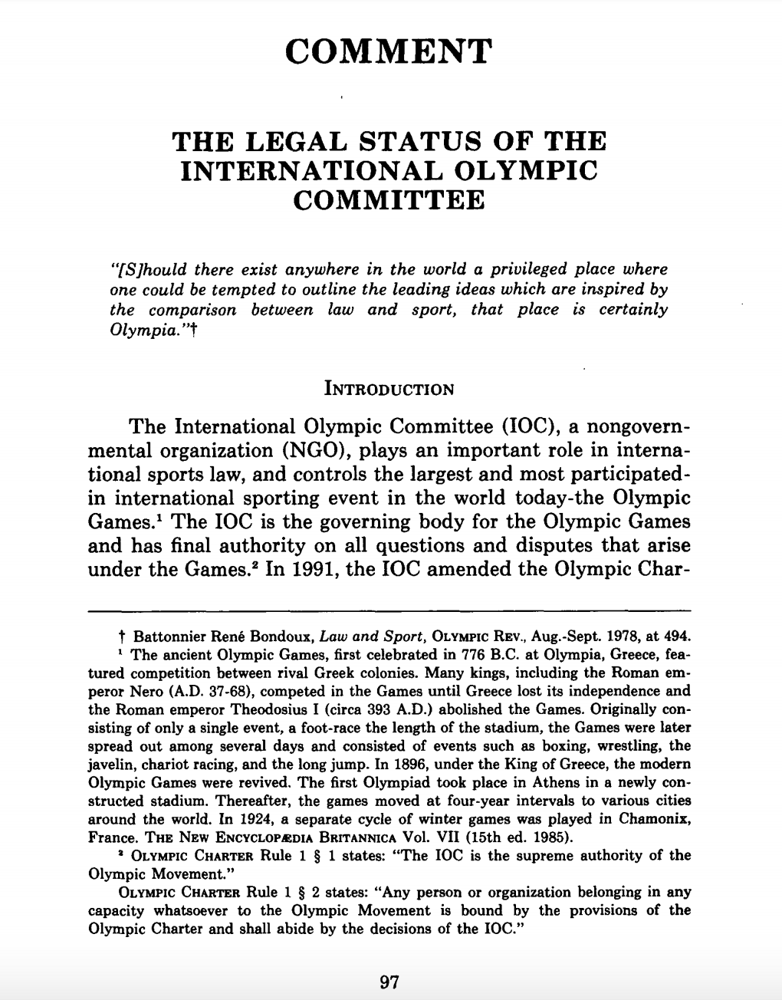 COMMENT
THE LEGAL STATUS OF THE
INTERNATIONAL OLYMPIC
COMMITTEE
"[S]hould there exist anywhere in the world a privileged place where
one could be tempted to outline the leading ideas which are inspired by
the comparison between law and sport, that place is certainly
Olympia."†
INTRODUCTION
The International Olympic Committee (IOC), a nongovern-
mental organization (NGO), plays an important role in interna-
tional sports law, and controls the largest and most participated-
in international sporting event in the world today-the Olympic
Games.¹ The IOC is the governing body for the Olympic Games
and has final authority on all questions and disputes that arise
under the Games.² In 1991, the IOC amended the Olympic Char-
† Battonnier René Bondoux, Law and Sport, OLYMPIC REV., Aug.-Sept. 1978, at 494.
¹ The ancient Olympic Games, first celebrated in 776 B.C. at Olympia, Greece, fea-
tured competition between rival Greek colonies. Many kings, including the Roman em-
peror Nero (A.D. 37-68), competed in the Games until Greece lost its independence and
the Roman emperor Theodosius I (circa 393 A.D.) abolished the Games. Originally con-
sisting of only a single event, a foot-race the length of the stadium, the Games were later
spread out among several days and consisted of events such as boxing, wrestling, the
javelin, chariot racing, and the long jump. In 1896, under the King of Greece, the modern
Olympic Games were revived. The first Olympiad took place in Athens in a newly con-
structed stadium. Thereafter, the games moved at four-year intervals to various cities
around the world. In 1924, a separate cycle of winter games was played in Chamonix,
France. THE NEW ENCYCLOPÆDIA BRITANNICA Vol. VII (15th ed. 1985).
² OLYMPIC CHARTER Rule 1 § 1 states: "The IOC is the supreme authority of the
Olympic Movement."
OLYMPIC CHARTER Rule 1 § 2 states: "Any person or organization belonging in any
capacity whatsoever to the Olympic Movement is bound by the provisions of the
Olympic Charter and shall abide by the decisions of the IOC."
97